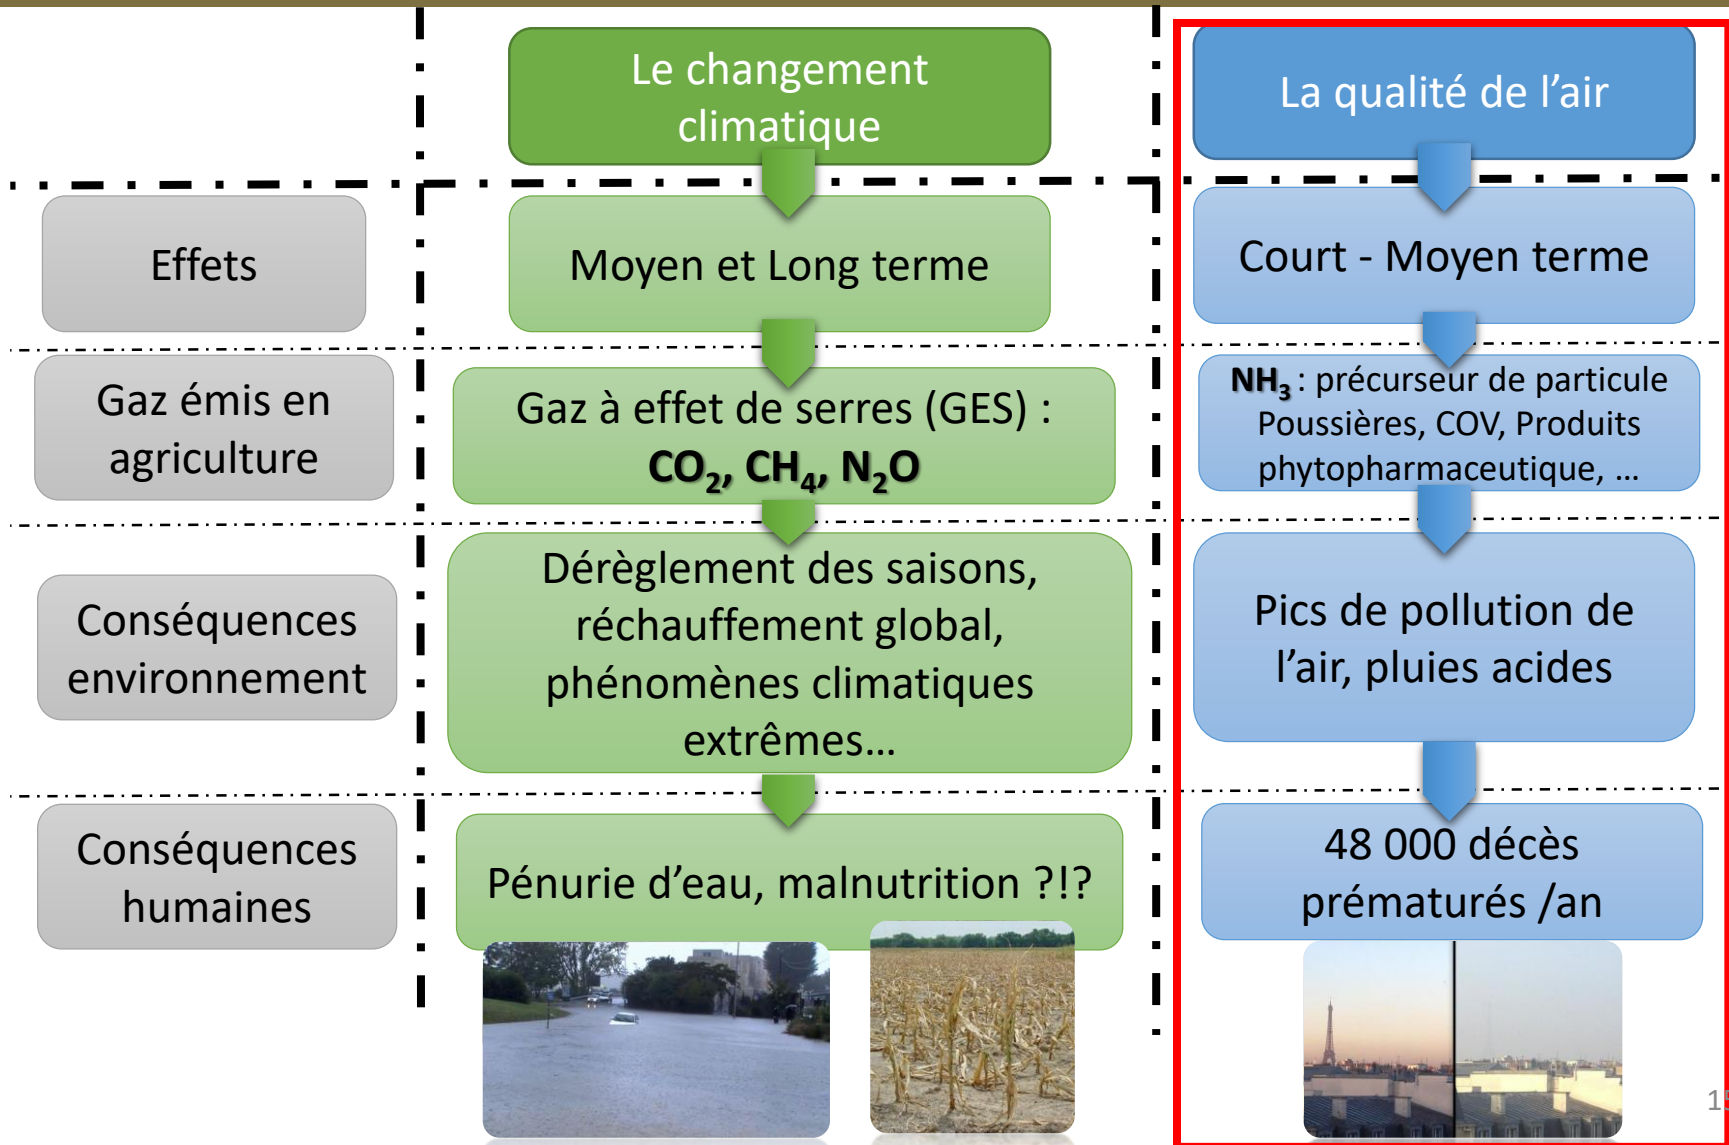 Le changement
climatique
La qualité de l’air
Effets
Moyen et Long terme
Court - Moyen terme
Gaz émis en
agriculture
Gaz à effet de serres (GES) :
CO₂, CH₄, N₂O
NH₃ : précurseur de particule
Poussières, COV, Produits
phytopharmaceutique, …
Conséquences
environnement
Dérèglement des saisons,
réchauffement global,
phénomènes climatiques
extrêmes…
Pics de pollution de
l’air, pluies acides
Conséquences
humaines
Pénurie d’eau, malnutrition ?!?
48 000 décès
prématurés /an